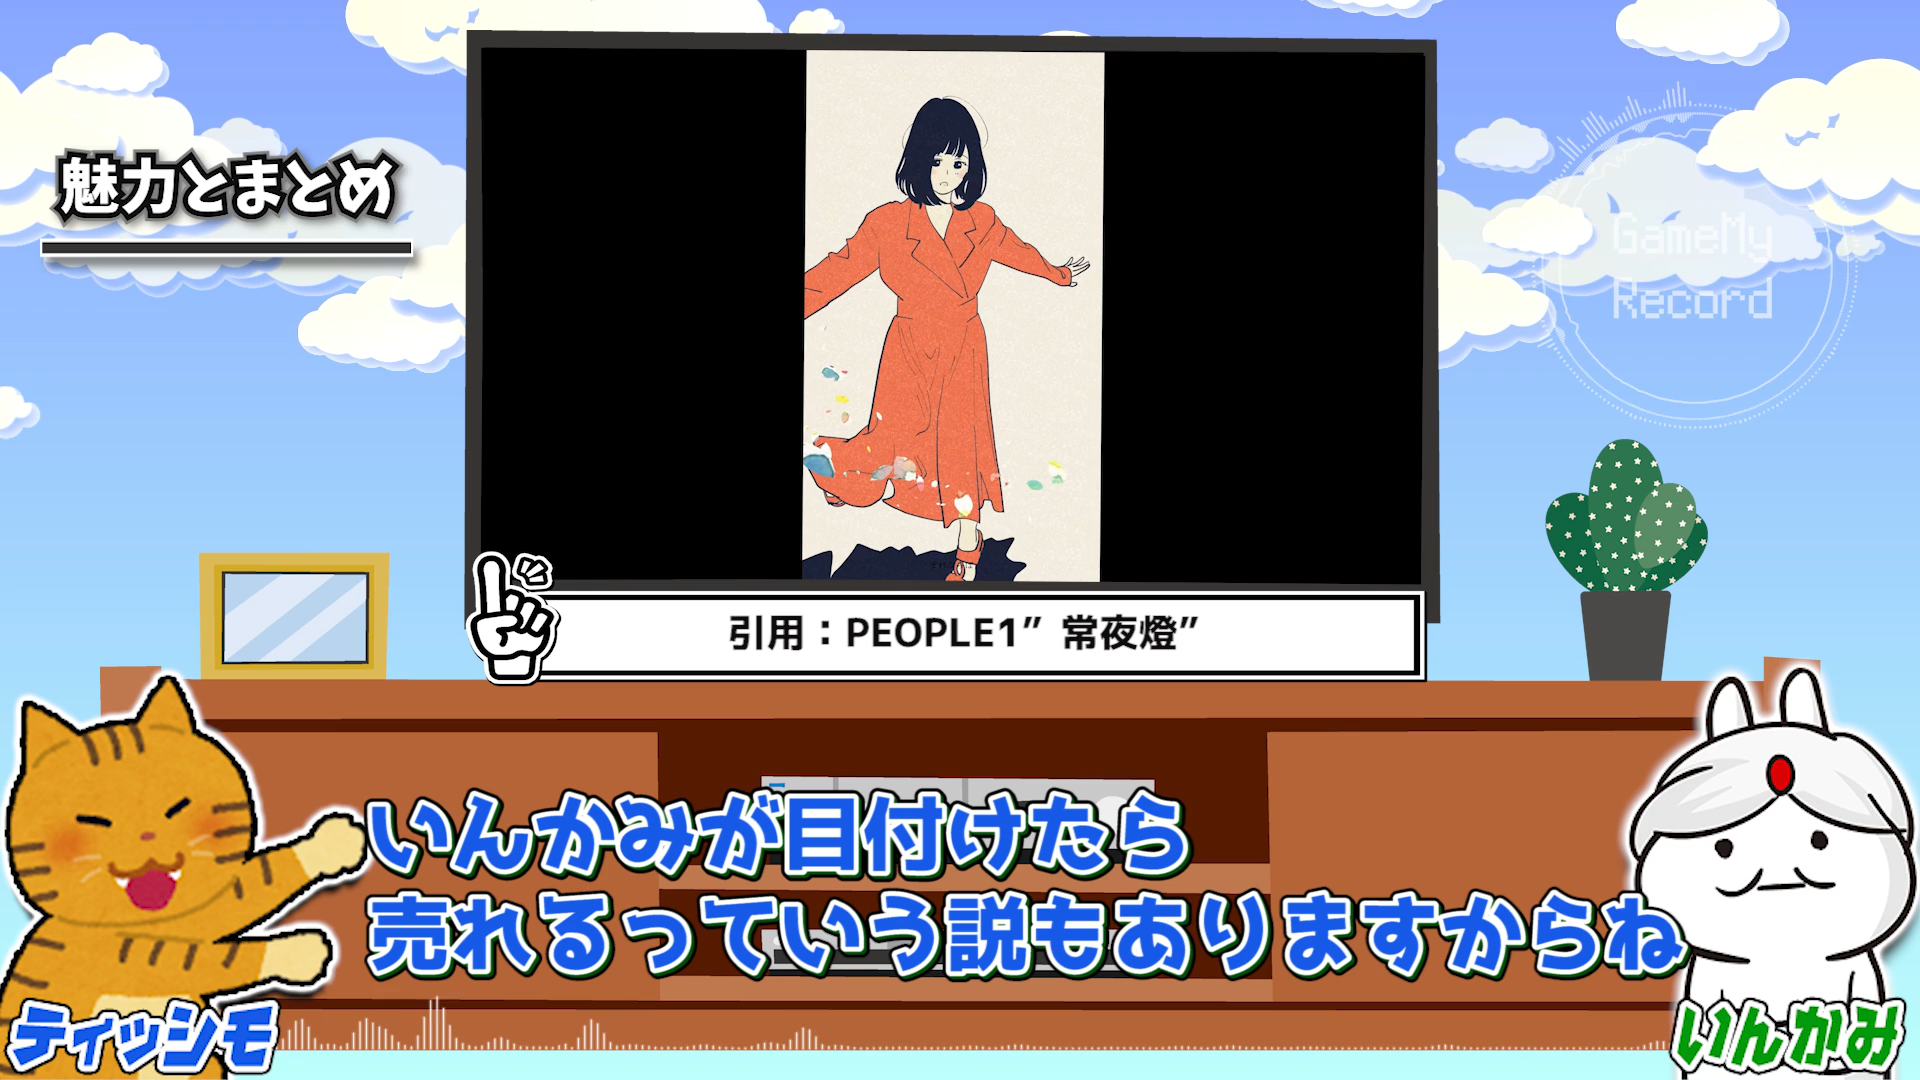 魅力とまとめ
GameMy
Record
引用：PEOPLE1”常夜燈”
いんかみが目付けたら
売れるっていう説もありますからね
ティッシモ
いんかみ